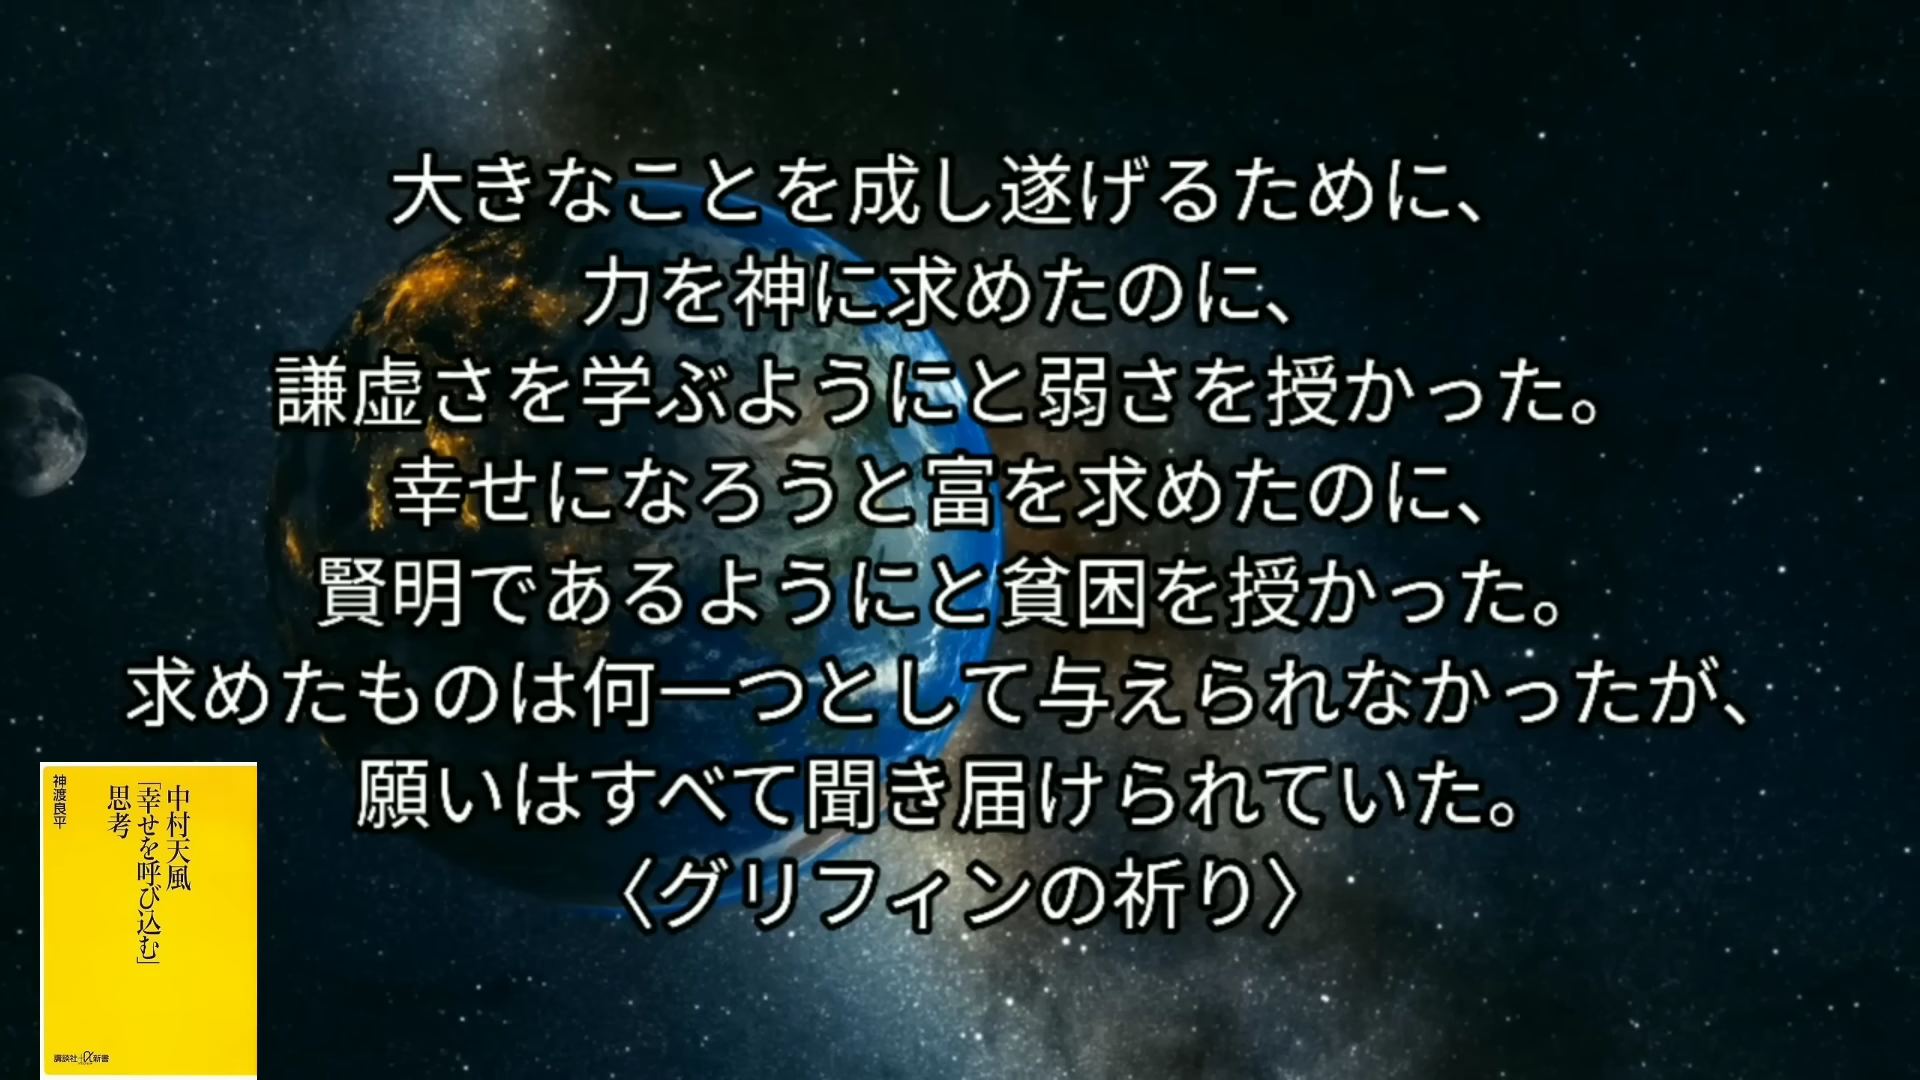 大きなことを成し遂げるために、
力を神に求めたのに、
謙虚さを学ぶようにと弱さを授かった。
幸せになろうと富を求めたのに、
賢明であるようにと貧困を授かった。
求めたものは何一つとして与えられなかったが、
願いはすべて聞き届けられていた。
〈グリフィンの祈り〉
中村天風
「幸せを呼び込む」
思考
神渡良平
講談社+α新書